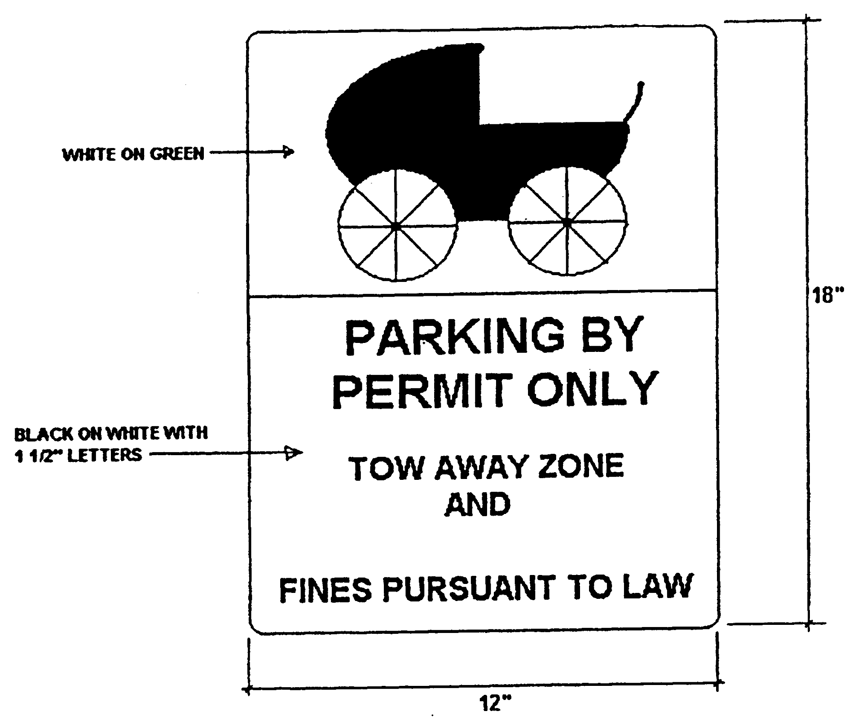 WHITE ON GREEN
18"
PARKING BY
PERMIT ONLY
BLACK ON WHITE WITH
1 1/2" LETTERS
TOW AWAY ZONE
AND
FINES PURSUANT TO LAW
12"